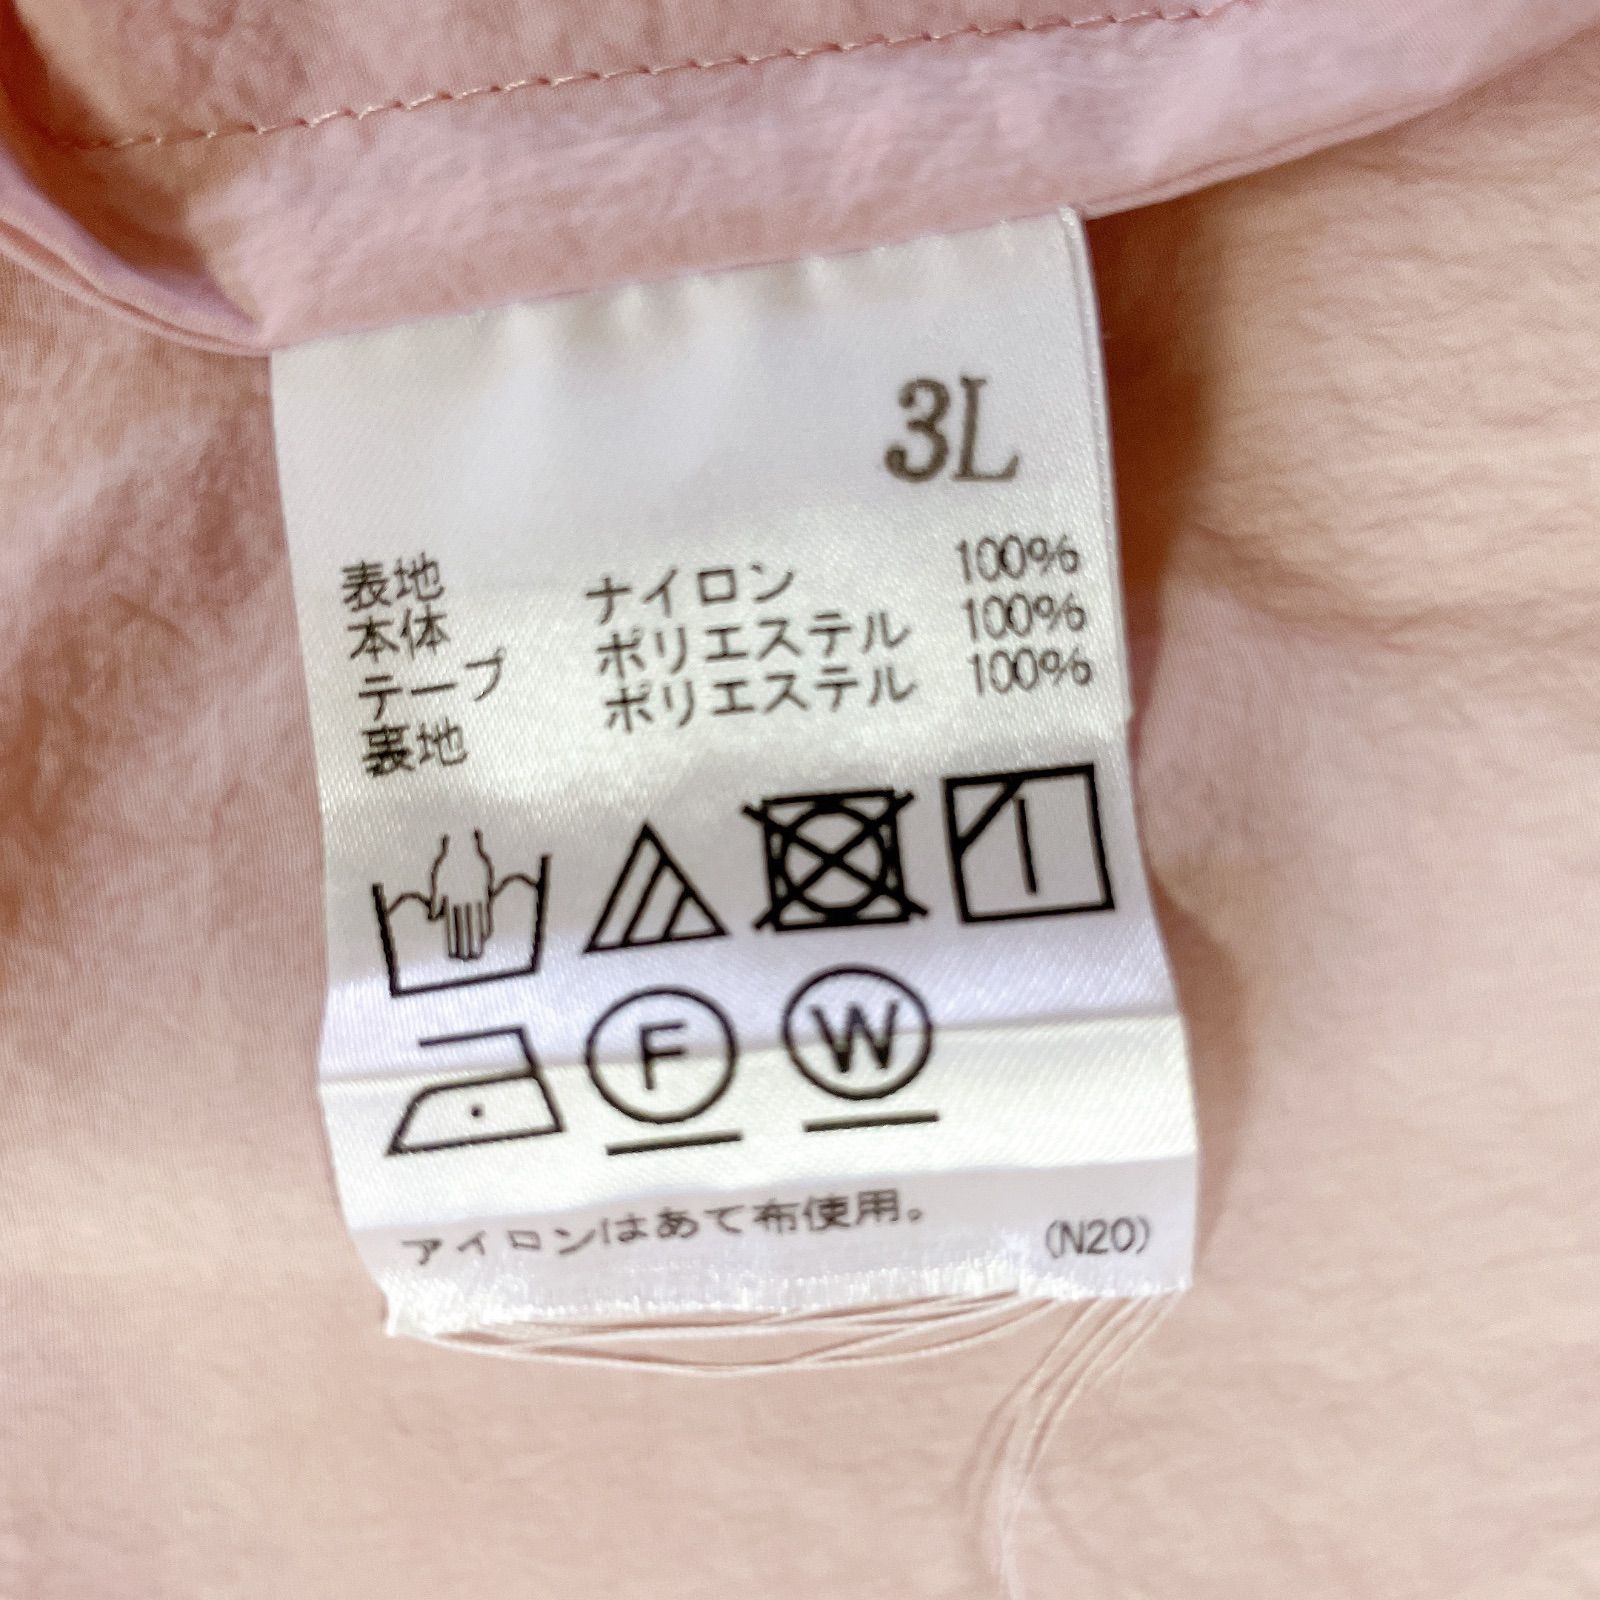 3L
表地
本体 ナイロン 100%
テープ ポリエステル 100%
裏地 ポリエステル 100%
F W
アイロンはあて布使用。 (N20)